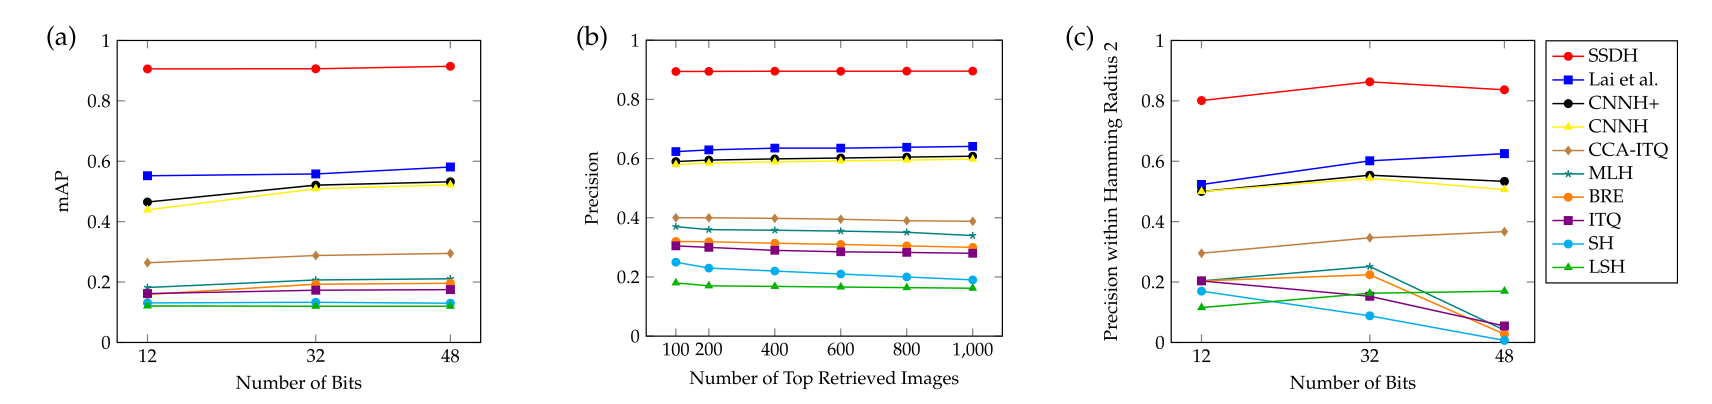 (a)
1
0.8
0.6
0.4
0.2
0
mAP
12 32 48
Number of Bits
(b)
1
0.8
0.6
0.4
0.2
0
Precision
100 200 400 600 800 1,000
Number of Top Retrieved Images
(c)
1
0.8
0.6
0.4
0.2
0
Precision within Hamming Radius 2
12 32 48
Number of Bits
SSDH
Lai et al.
CNNH+
CNNH
CCA-ITQ
MLH
BRE
ITQ
SH
LSH